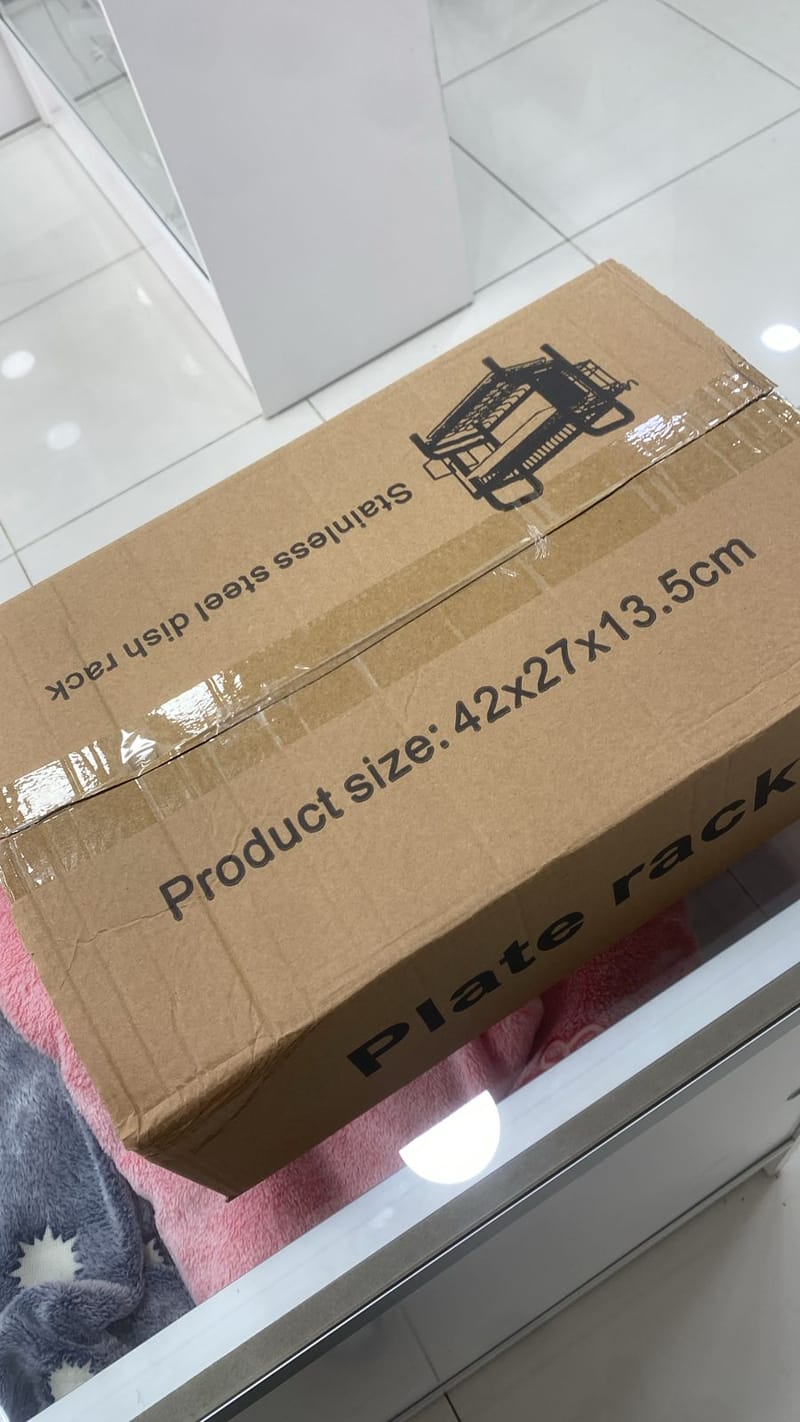 Stainless steel dish rack
Product size: 42x27x13.5cm
Plate rack